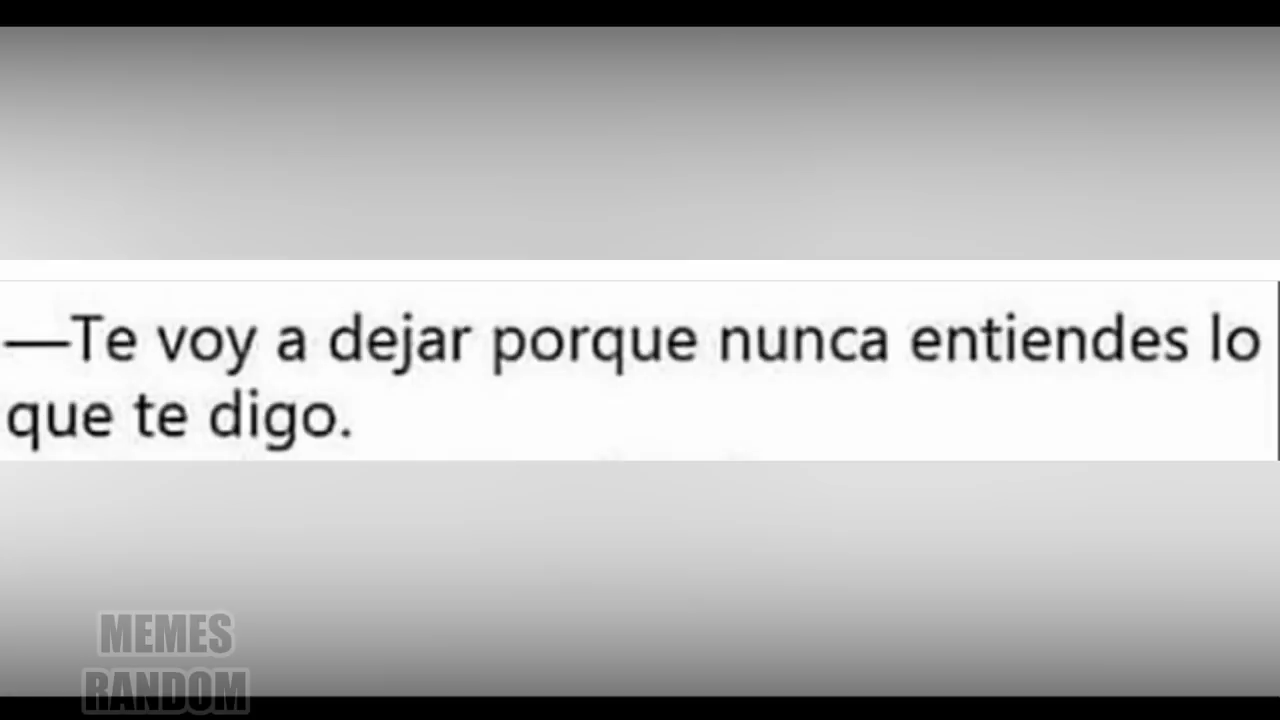 —Te voy a dejar porque nunca entiendes lo
que te digo.
MEMES
RANDOM